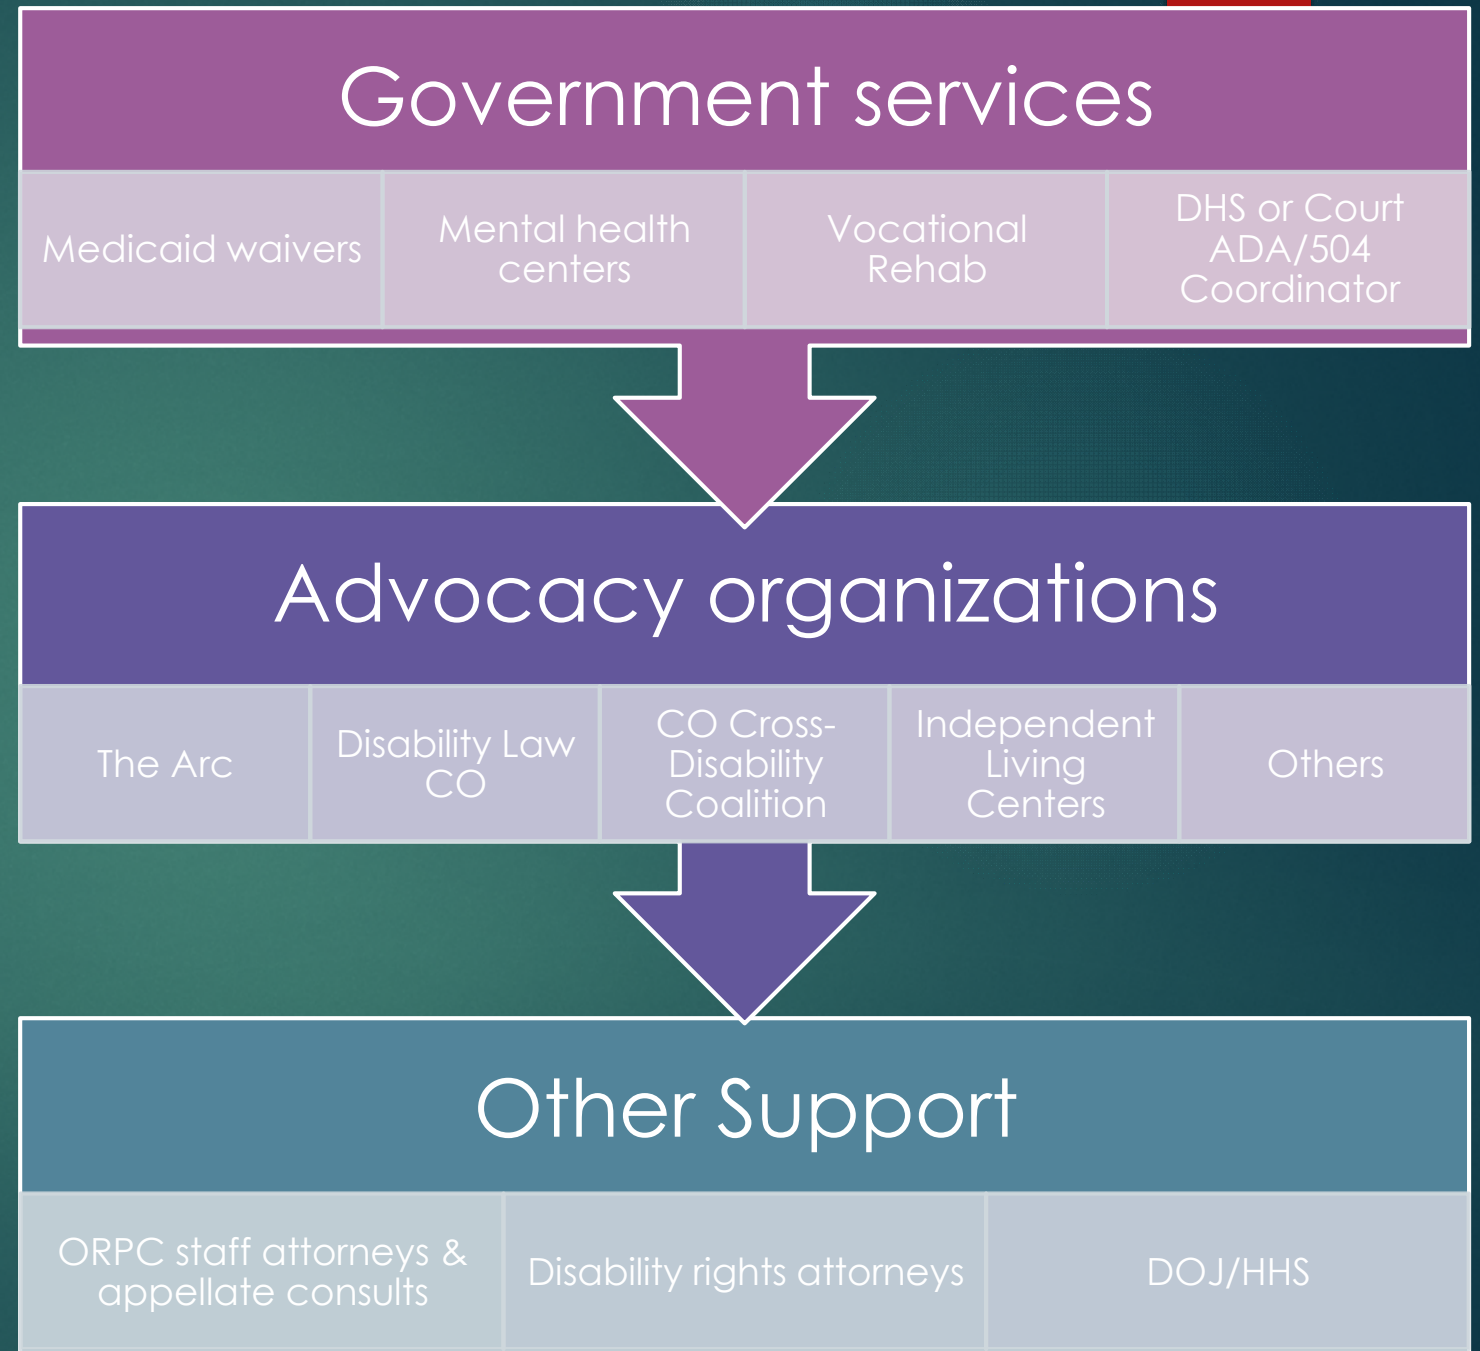 Government services
Medicaid waivers
Mental health
centers
Vocational
Rehab
DHS or Court
ADA/504
Coordinator
Advocacy organizations
The Arc
Disability Law
CO
CO Cross-
Disability
Coalition
Independent
Living
Centers
Others
Other Support
ORPC staff attorneys &
appellate consults
Disability rights attorneys
DOJ/HHS